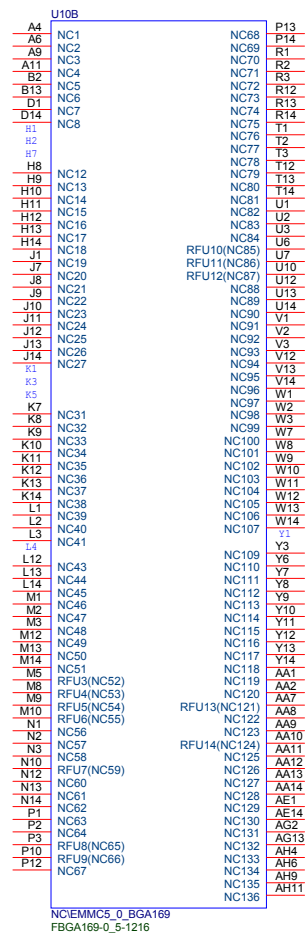 U10B
A4 NC1
A6 NC2
A9 NC3
A11 NC4
B2 NC5
B13 NC6
D1 NC7
D14 NC8
H1
H2
H7
H8 NC12
H9 NC13
H10 NC14
H11 NC15
H12 NC16
H13 NC17
H14 NC18
J1 NC19
J7 NC20
J8 NC21
J9 NC22
J10 NC23
J11 NC24
J12 NC25
J13 NC26
J14 NC27
K1
K3
K5
K7 NC31
K8 NC32
K9 NC33
K10 NC34
K11 NC35
K12 NC36
K13 NC37
K14 NC38
L1 NC39
L2 NC40
L3 NC41
L4
L12 NC43
L13 NC44
L14 NC45
M1 NC46
M2 NC47
M3 NC48
M12 NC49
M13 NC50
M14 NC51
M5 RFU3(NC52)
M8 RFU4(NC53)
M9 RFU5(NC54)
M10 RFU6(NC55)
N1 NC56
N2 NC57
N3 NC58
N10 RFU7(NC59)
N12 NC60
N13 NC61
N14 NC62
P1 NC63
P2 NC64
P3 RFU8(NC65)
P10 RFU9(NC66)
P12 NC67
NC68 P13
NC69 P14
NC70 R1
NC71 R2
NC72 R3
NC73 R12
NC74 R13
NC75 R14
NC76 T1
NC77 T2
NC78 T3
NC79 T12
NC80 T13
NC81 T14
NC82 U1
NC83 U2
NC84 U3
RFU10(NC85) U6
RFU11(NC86) U7
RFU12(NC87) U10
NC88 U12
NC89 U13
NC90 U14
NC91 V1
NC92 V2
NC93 V3
NC94 V12
NC95 V13
NC96 V14
NC97 W1
NC98 W2
NC99 W3
NC100 W7
NC101 W8
NC102 W9
NC103 W10
NC104 W11
NC105 W12
NC106 W13
NC107 W14
Y1
NC109 Y3
NC110 Y6
NC111 Y7
NC112 Y8
NC113 Y9
NC114 Y10
NC115 Y11
NC116 Y12
NC117 Y13
NC118 Y14
NC119 AA1
NC120 AA2
RFU13(NC121) AA7
NC122 AA8
NC123 AA9
RFU14(NC124) AA10
NC125 AA11
NC126 AA12
NC127 AA13
NC128 AA14
NC129 AE1
NC130 AE14
NC131 AG2
NC132 AG13
NC133 AH4
NC134 AH6
NC135 AH9
NC136 AH11
NC\EMMC5_0_BGA169
FBGA169-0_5-1216